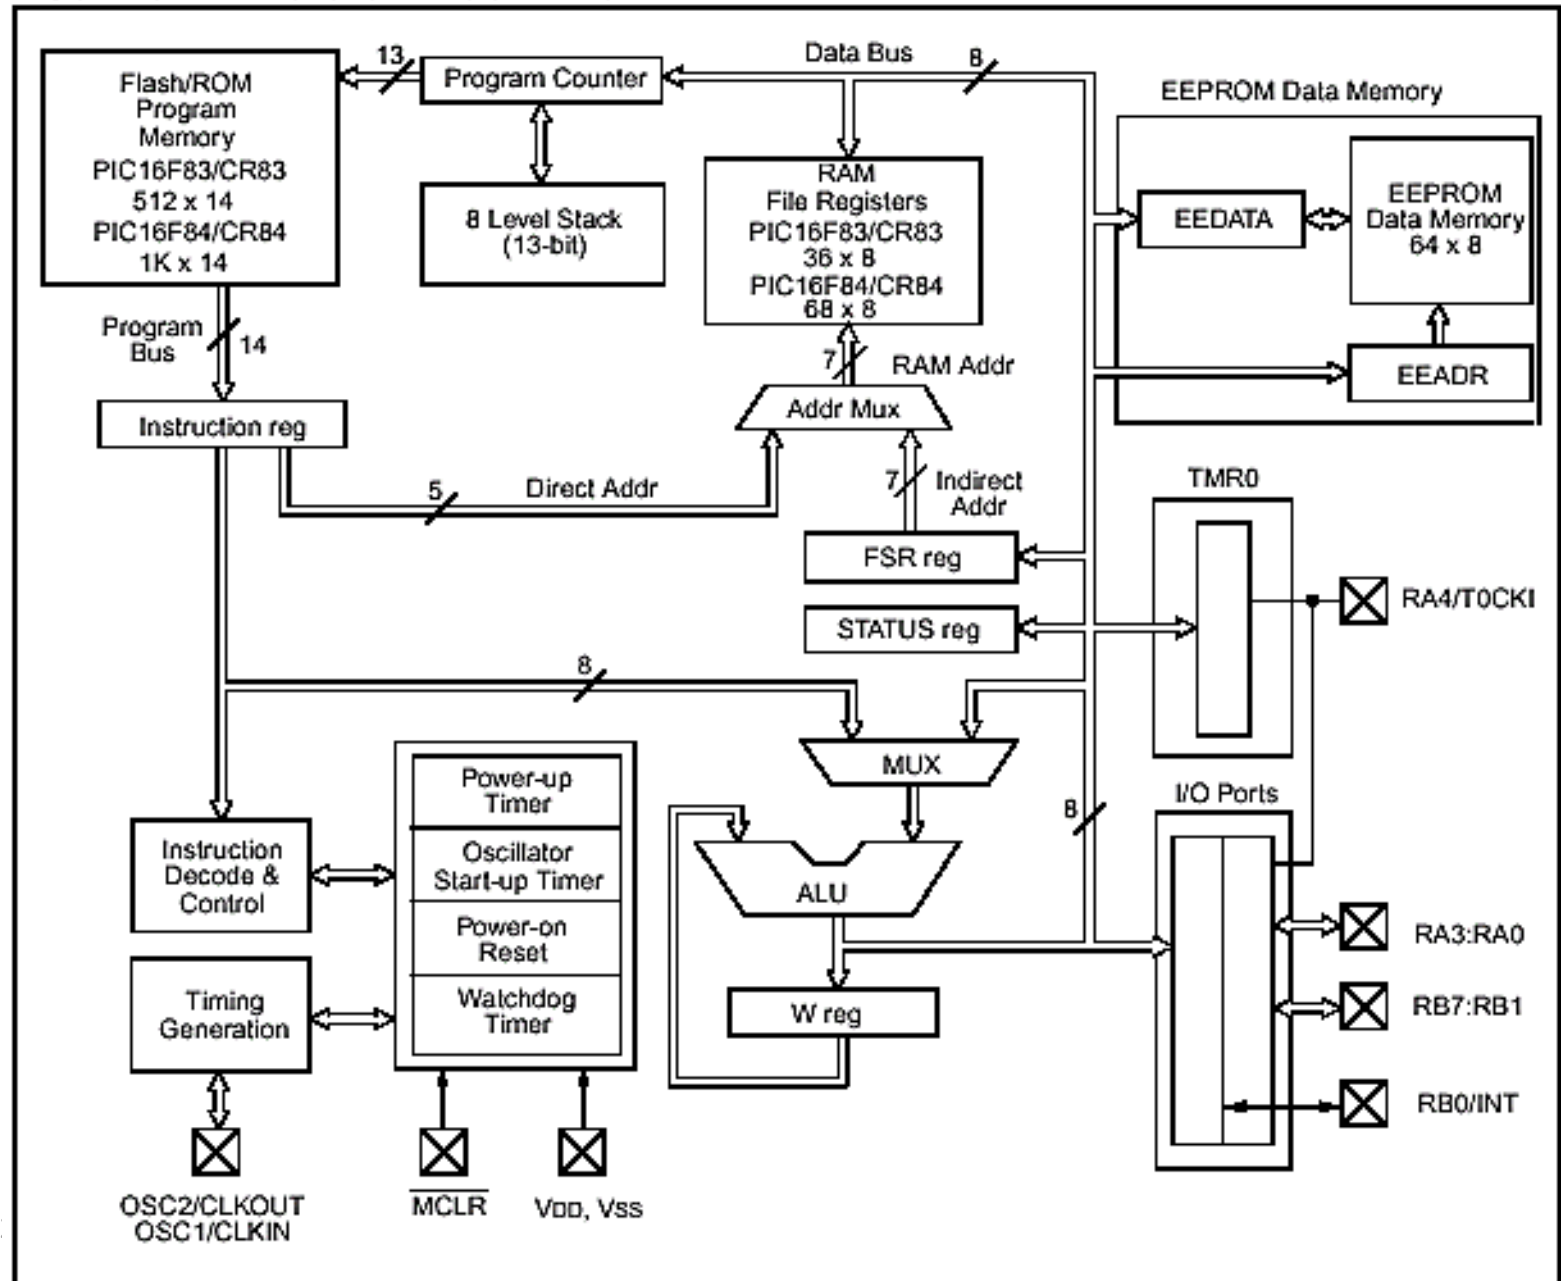 Flash/ROM
Program
Memory
PIC16F83/CR83
512 x 14
PIC16F84/CR84
1K x 14
13
Program Counter
Data Bus
8
8 Level Stack
(13-bit)
RAM
File Registers
PIC16F83/CR83
36 x 8
PIC16F84/CR84
68 x 8
EEPROM Data Memory
EEDATA
EEPROM
Data Memory
64 x 8
EEADR
Program
Bus
14
Instruction reg
7
RAM Addr
Addr Mux
5
Direct Addr
7
Indirect
Addr
FSR reg
STATUS reg
TMR0
RA4/T0CKI
8
MUX
8
I/O Ports
Power-up
Timer
Oscillator
Start-up Timer
Power-on
Reset
Watchdog
Timer
Instruction
Decode &
Control
Timing
Generation
ALU
W reg
RA3:RA0
RB7:RB1
RB0/INT
OSC2/CLKOUT
OSC1/CLKIN
MCLR
VDD, VSS